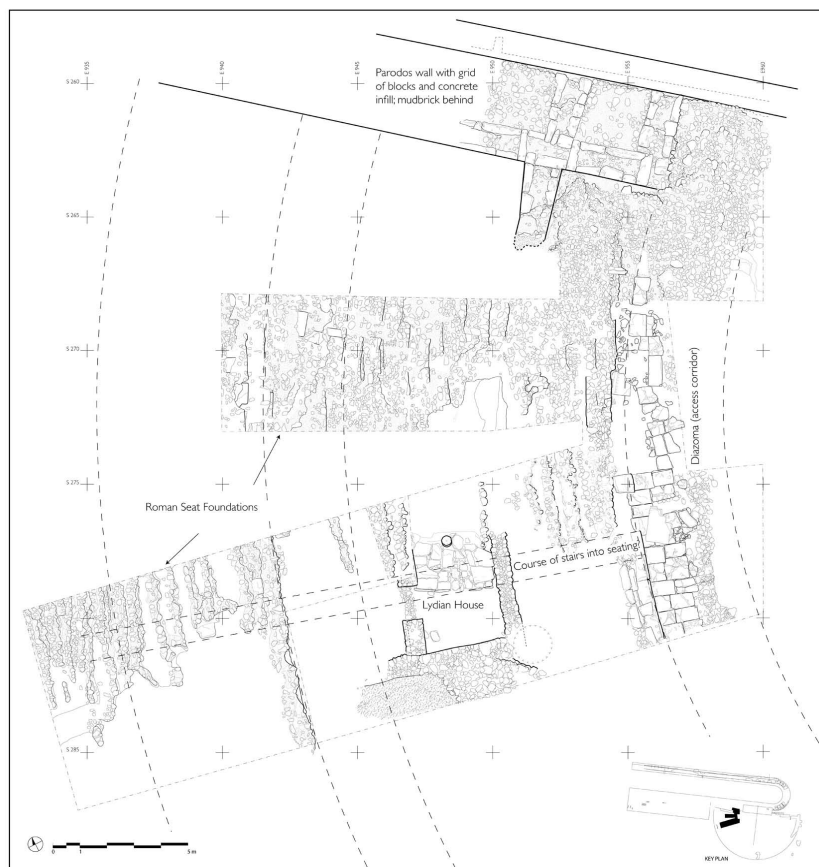 E 935
E 940
E 945
E 950
E 955
E960
S 260
Parodos wall with grid
of blocks and concrete
infill; mudbrick behind
S 265
S 270
Diazoma (access corridor)
S 275
Roman Seat Foundations
Course of stairs into seating
Lydian House
S 285
0
1
5 m
KEY PLAN